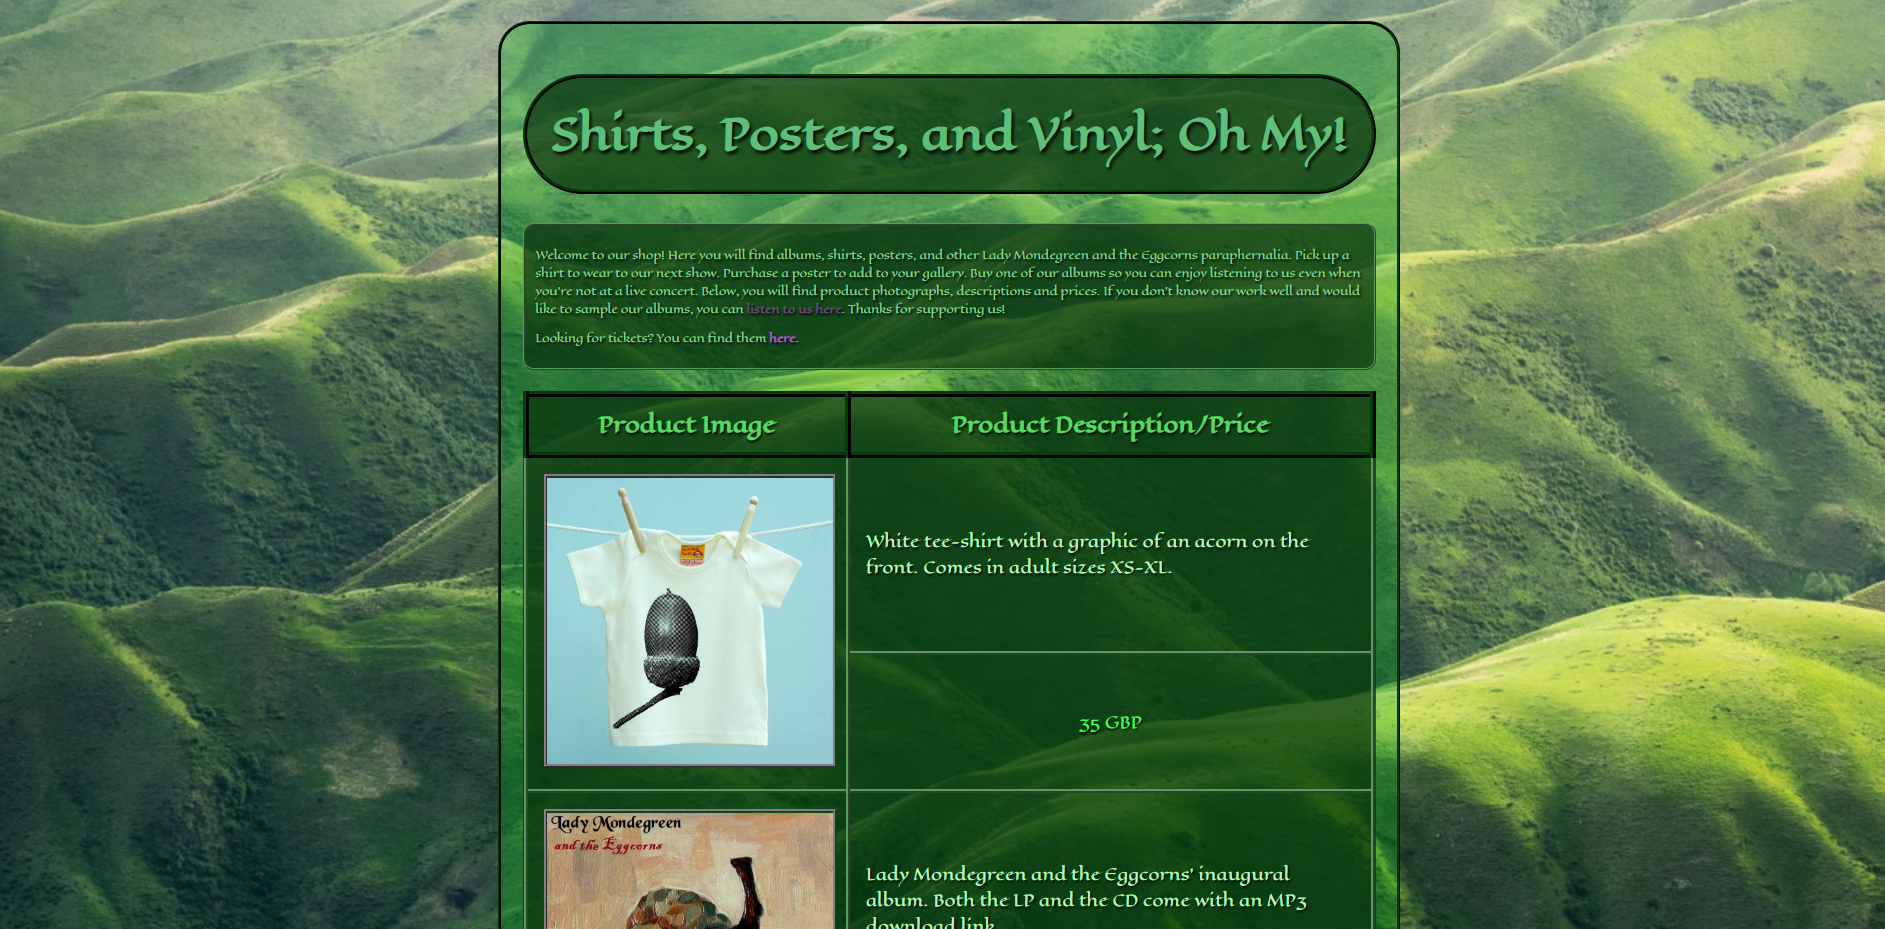 Shirts, Posters, and Vinyl; Oh My!
Welcome to our shop! Here you will find albums, shirts, posters, and other Lady Mondegreen and the Eggcorns paraphernalia. Pick up a
shirt to wear to our next show. Purchase a poster to add to your gallery. Buy one of our albums so you can enjoy listening to us even when
you're not at a live concert. Below, you will find product photographs, descriptions and prices. If you don't know our work well and would
like to sample our albums, you can listen to us here. Thanks for supporting us!
Looking for tickets? You can find them here.
Product Image
Product Description/Price
White tee-shirt with a graphic of an acorn on the
front. Comes in adult sizes XS-XL.
35 GBP
Lady Mondegreen
and the Eggcorns
Lady Mondegreen and the Eggcorns' inaugural
album. Both the LP and the CD come with an MP3
download link